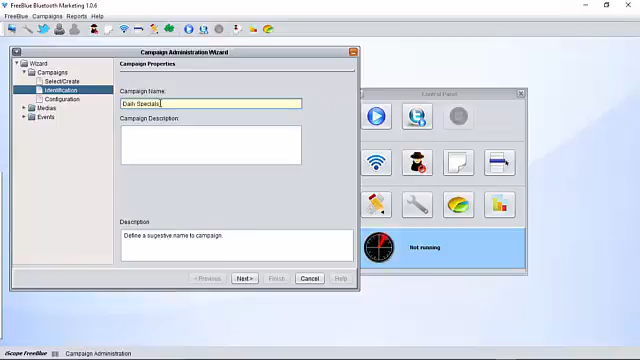 FreeBlue Bluetooth Marketing 1.0.6
FreeBlue Campaigns Reports Help
Campaign Administration Wizard
Wizard
Campaigns
Select/Create
Identification
Configuration
Medias
Events
Campaign Properties
Campaign Name:
Daily Specials
Campaign Description:
Description
Define a sugestive name to campaign.
< Previous Next > Finish Cancel Help
Control Panel
Not running
iScope FreeBlue Campaign Administration